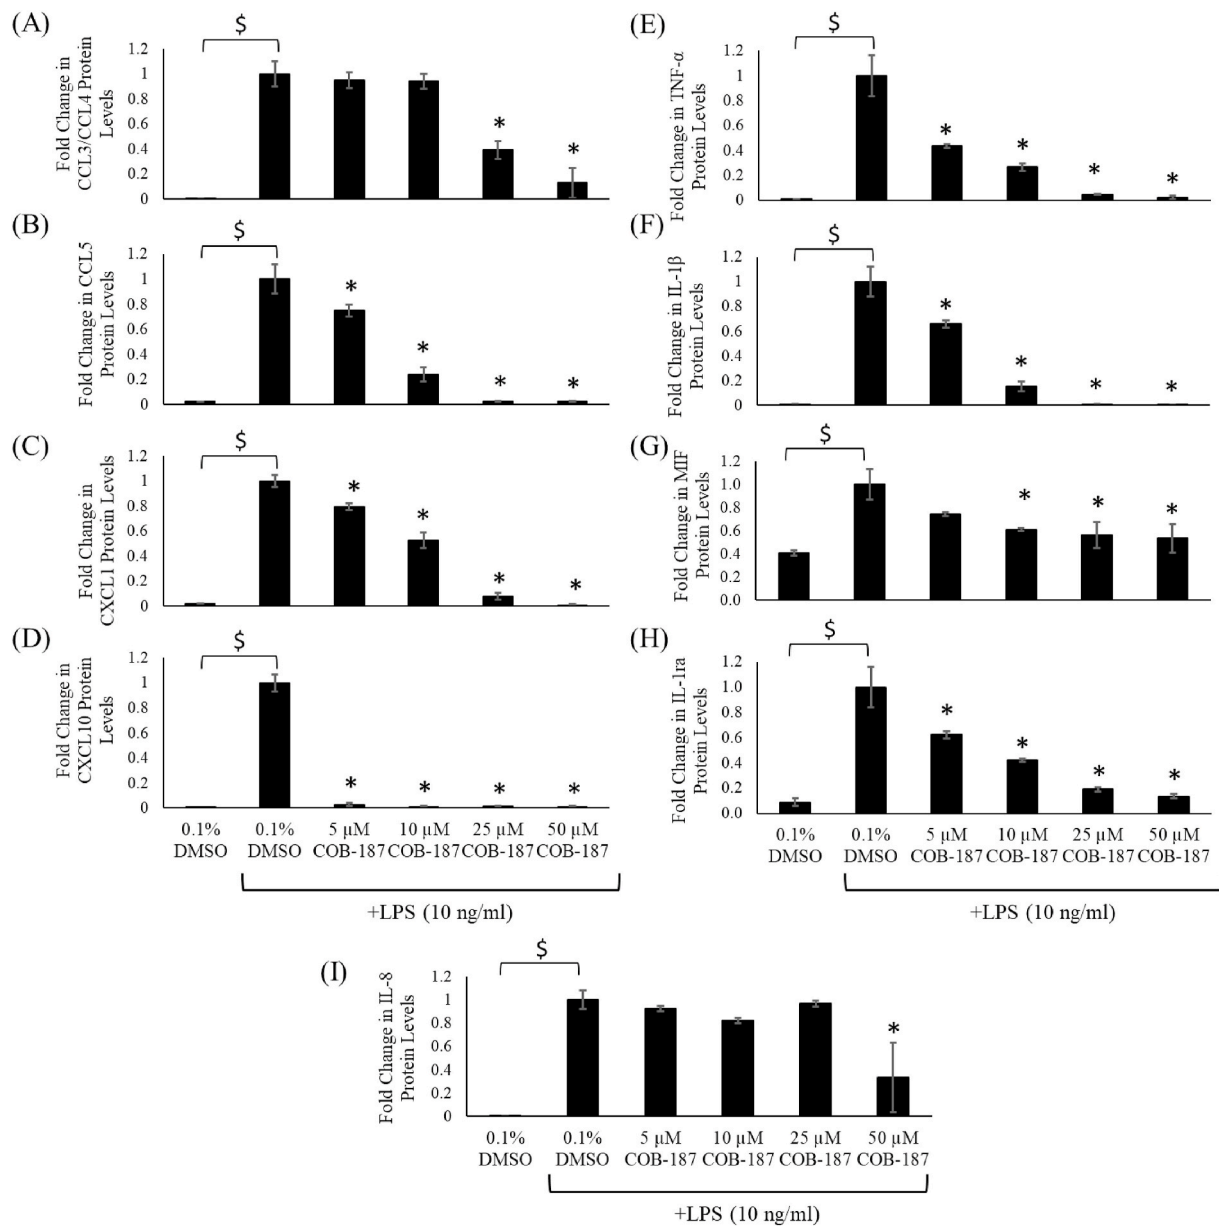 (A)
$
Fold Change in
CCL3/CCL4 Protein
Levels
1.2
1
0.8
0.6
0.4
0.2
0
*
*
(B)
$
Fold Change in CCL5
Protein Levels
1.2
1
0.8
0.6
0.4
0.2
0
*
*
*
*
(C)
$
Fold Change in
CXCL1 Protein Levels
1.2
1
0.8
0.6
0.4
0.2
0
*
*
*
*
(D)
$
Fold Change in
CXCL10 Protein
Levels
1.2
1
0.8
0.6
0.4
0.2
0
*
*
*
*
0.1% 0.1% 5 µM 10 µM 25 µM 50 µM
DMSO DMSO COB-187 COB-187 COB-187 COB-187
+LPS (10 ng/ml)
(E)
$
Fold Change in TNF-α
Protein Levels
1.2
1
0.8
0.6
0.4
0.2
0
*
*
*
*
(F)
$
Fold Change in IL-1β
Protein Levels
1.2
1
0.8
0.6
0.4
0.2
0
*
*
*
*
(G)
$
Fold Change in MIF
Protein Levels
1.2
1.0
0.8
0.6
0.4
0.2
0.0
*
*
*
(H)
$
Fold Change in IL-1ra
Protein Levels
1.2
1.0
0.8
0.6
0.4
0.2
0.0
*
*
*
*
0.1% 0.1% 5 µM 10 µM 25 µM 50 µM
DMSO DMSO COB-187 COB-187 COB-187 COB-187
+LPS (10 ng/ml)
(I)
$
Fold Change in IL-8
Protein Levels
1.2
1
0.8
0.6
0.4
0.2
0
*
0.1% 0.1% 5 µM 10 µM 25 µM 50 µM
DMSO DMSO COB-187 COB-187 COB-187 COB-187
+LPS (10 ng/ml)